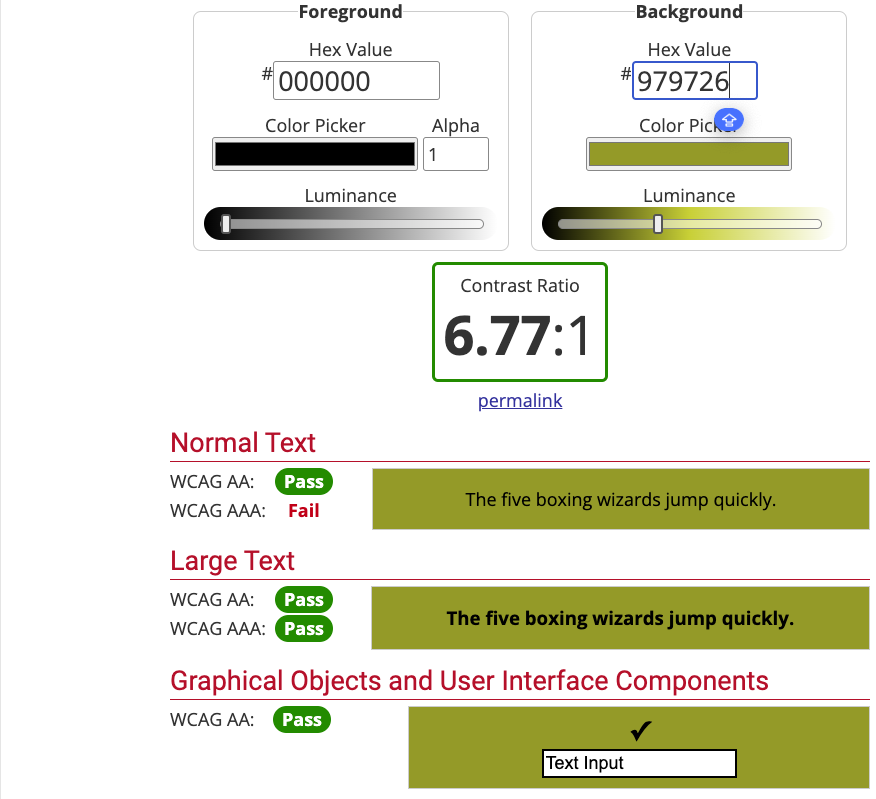 Foreground Background
Hex Value Hex Value
#000000 #979726
Color Picker Alpha Color Picker
1
Luminance Luminance
Contrast Ratio
6.77:1
permalink
Normal Text
WCAG AA: Pass
WCAG AAA: Fail
The five boxing wizards jump quickly.
Large Text
WCAG AA: Pass
WCAG AAA: Pass
The five boxing wizards jump quickly.
Graphical Objects and User Interface Components
WCAG AA: Pass
✔
Text Input